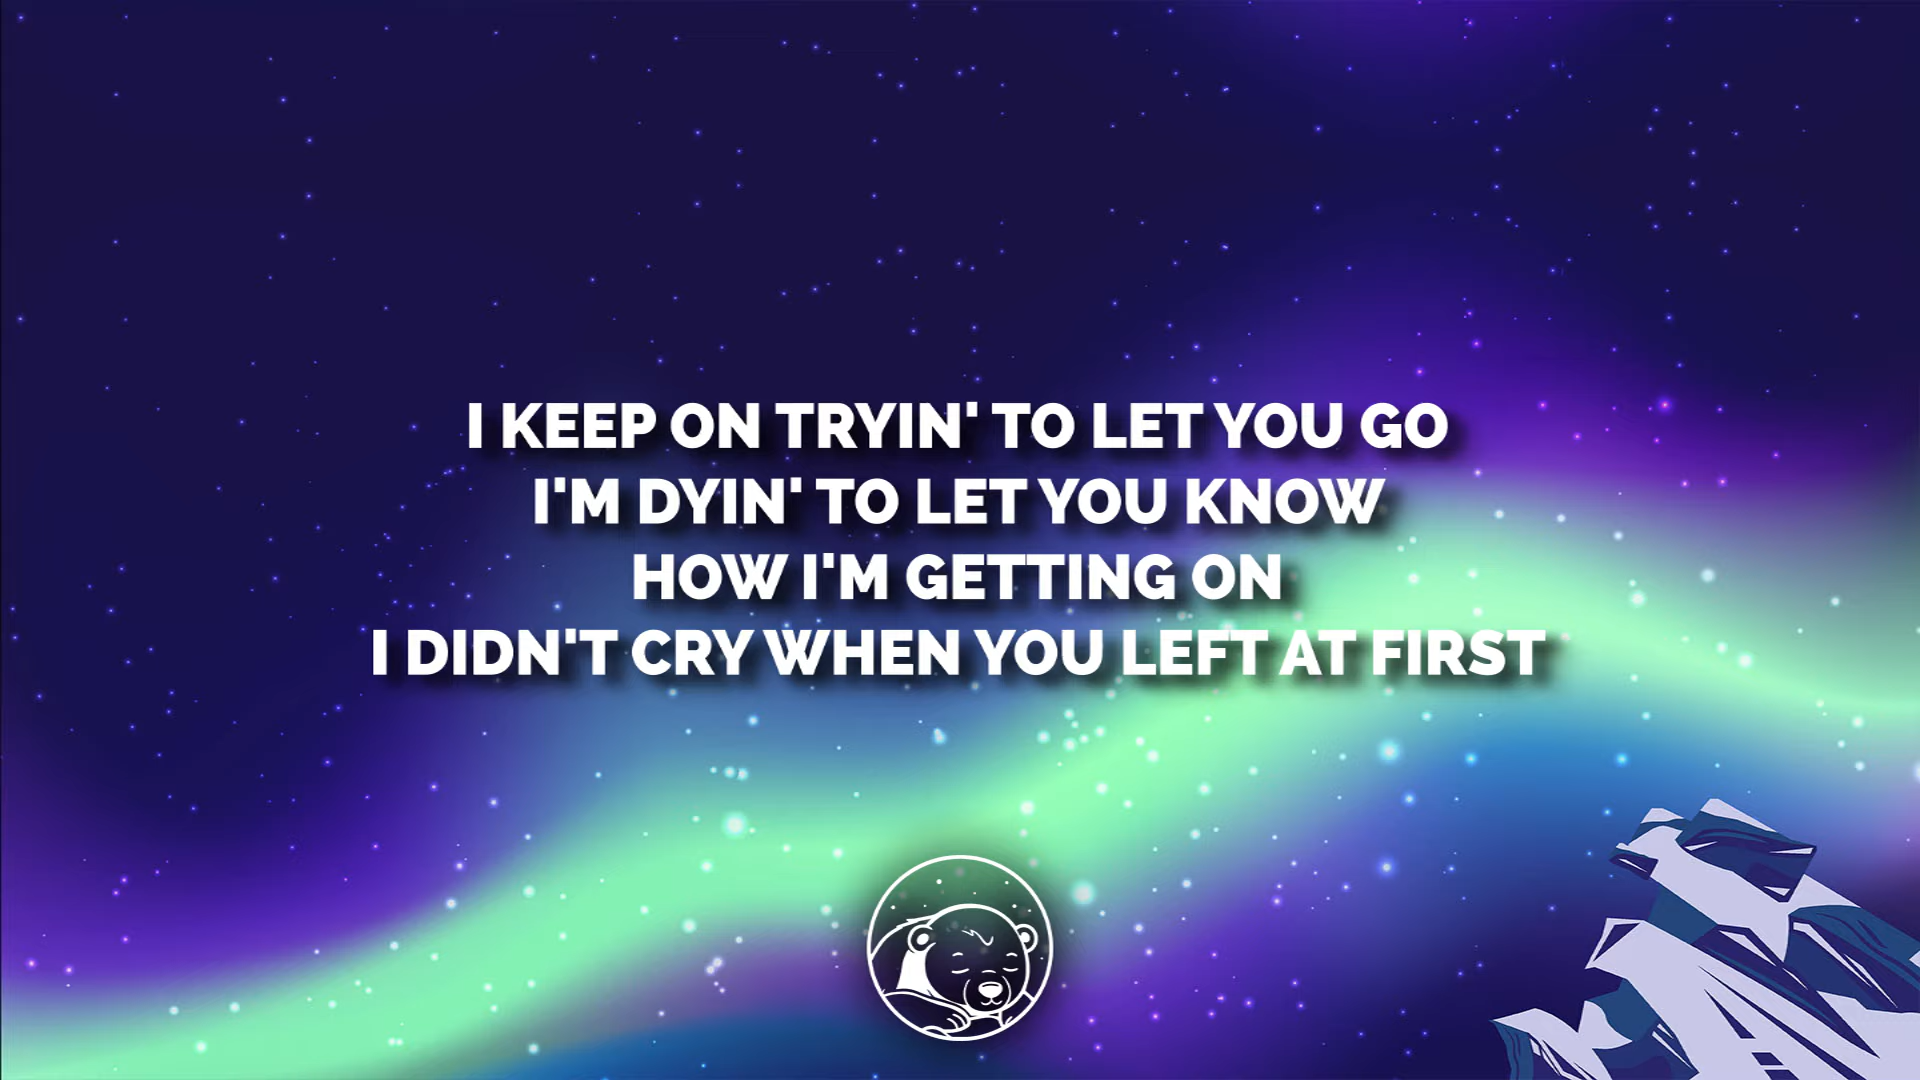 I KEEP ON TRYIN' TO LET YOU GO
I'M DYIN' TO LET YOU KNOW
HOW I'M GETTING ON
I DIDN'T CRY WHEN YOU LEFT AT FIRST